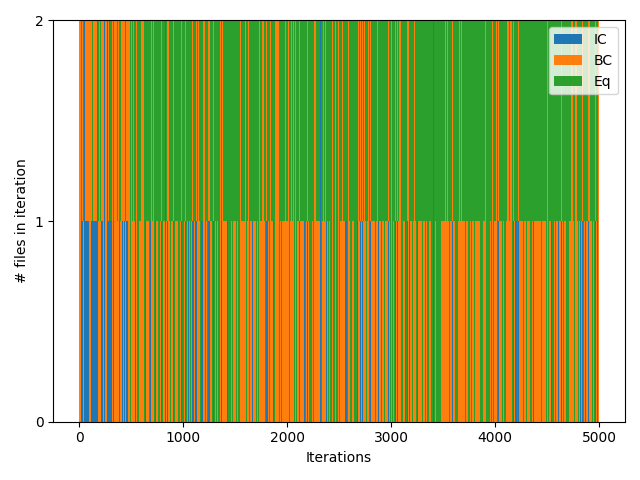 2
1
0
# files in iteration
0 1000 2000 3000 4000 5000
Iterations
IC
BC
Eq